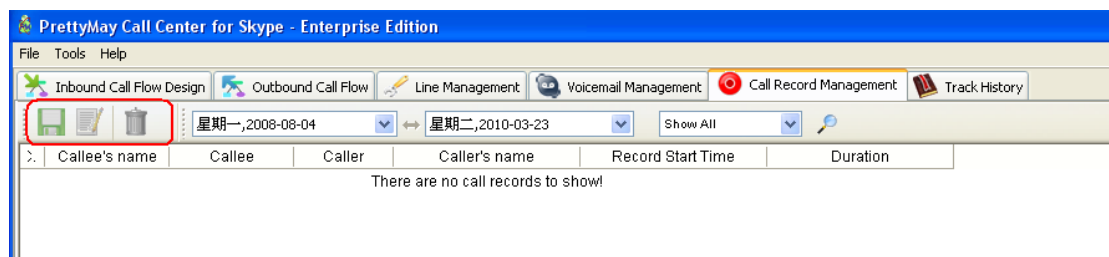 PrettyMay Call Center for Skype - Enterprise Edition
File Tools Help
Inbound Call Flow Design Outbound Call Flow Line Management Voicemail Management Call Record Management Track History
星期一,2008-08-04 星期二,2010-03-23 Show All
Callee's name Callee Caller Caller's name Record Start Time Duration
There are no call records to show!